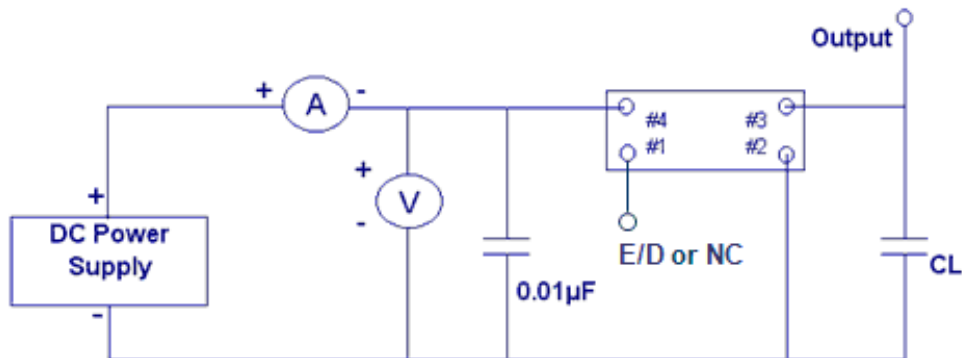 Output
+
A
-
#4
#3
#1
#2
+
V
-
+
DC Power
Supply
-
E/D or NC
0.01µF
CL